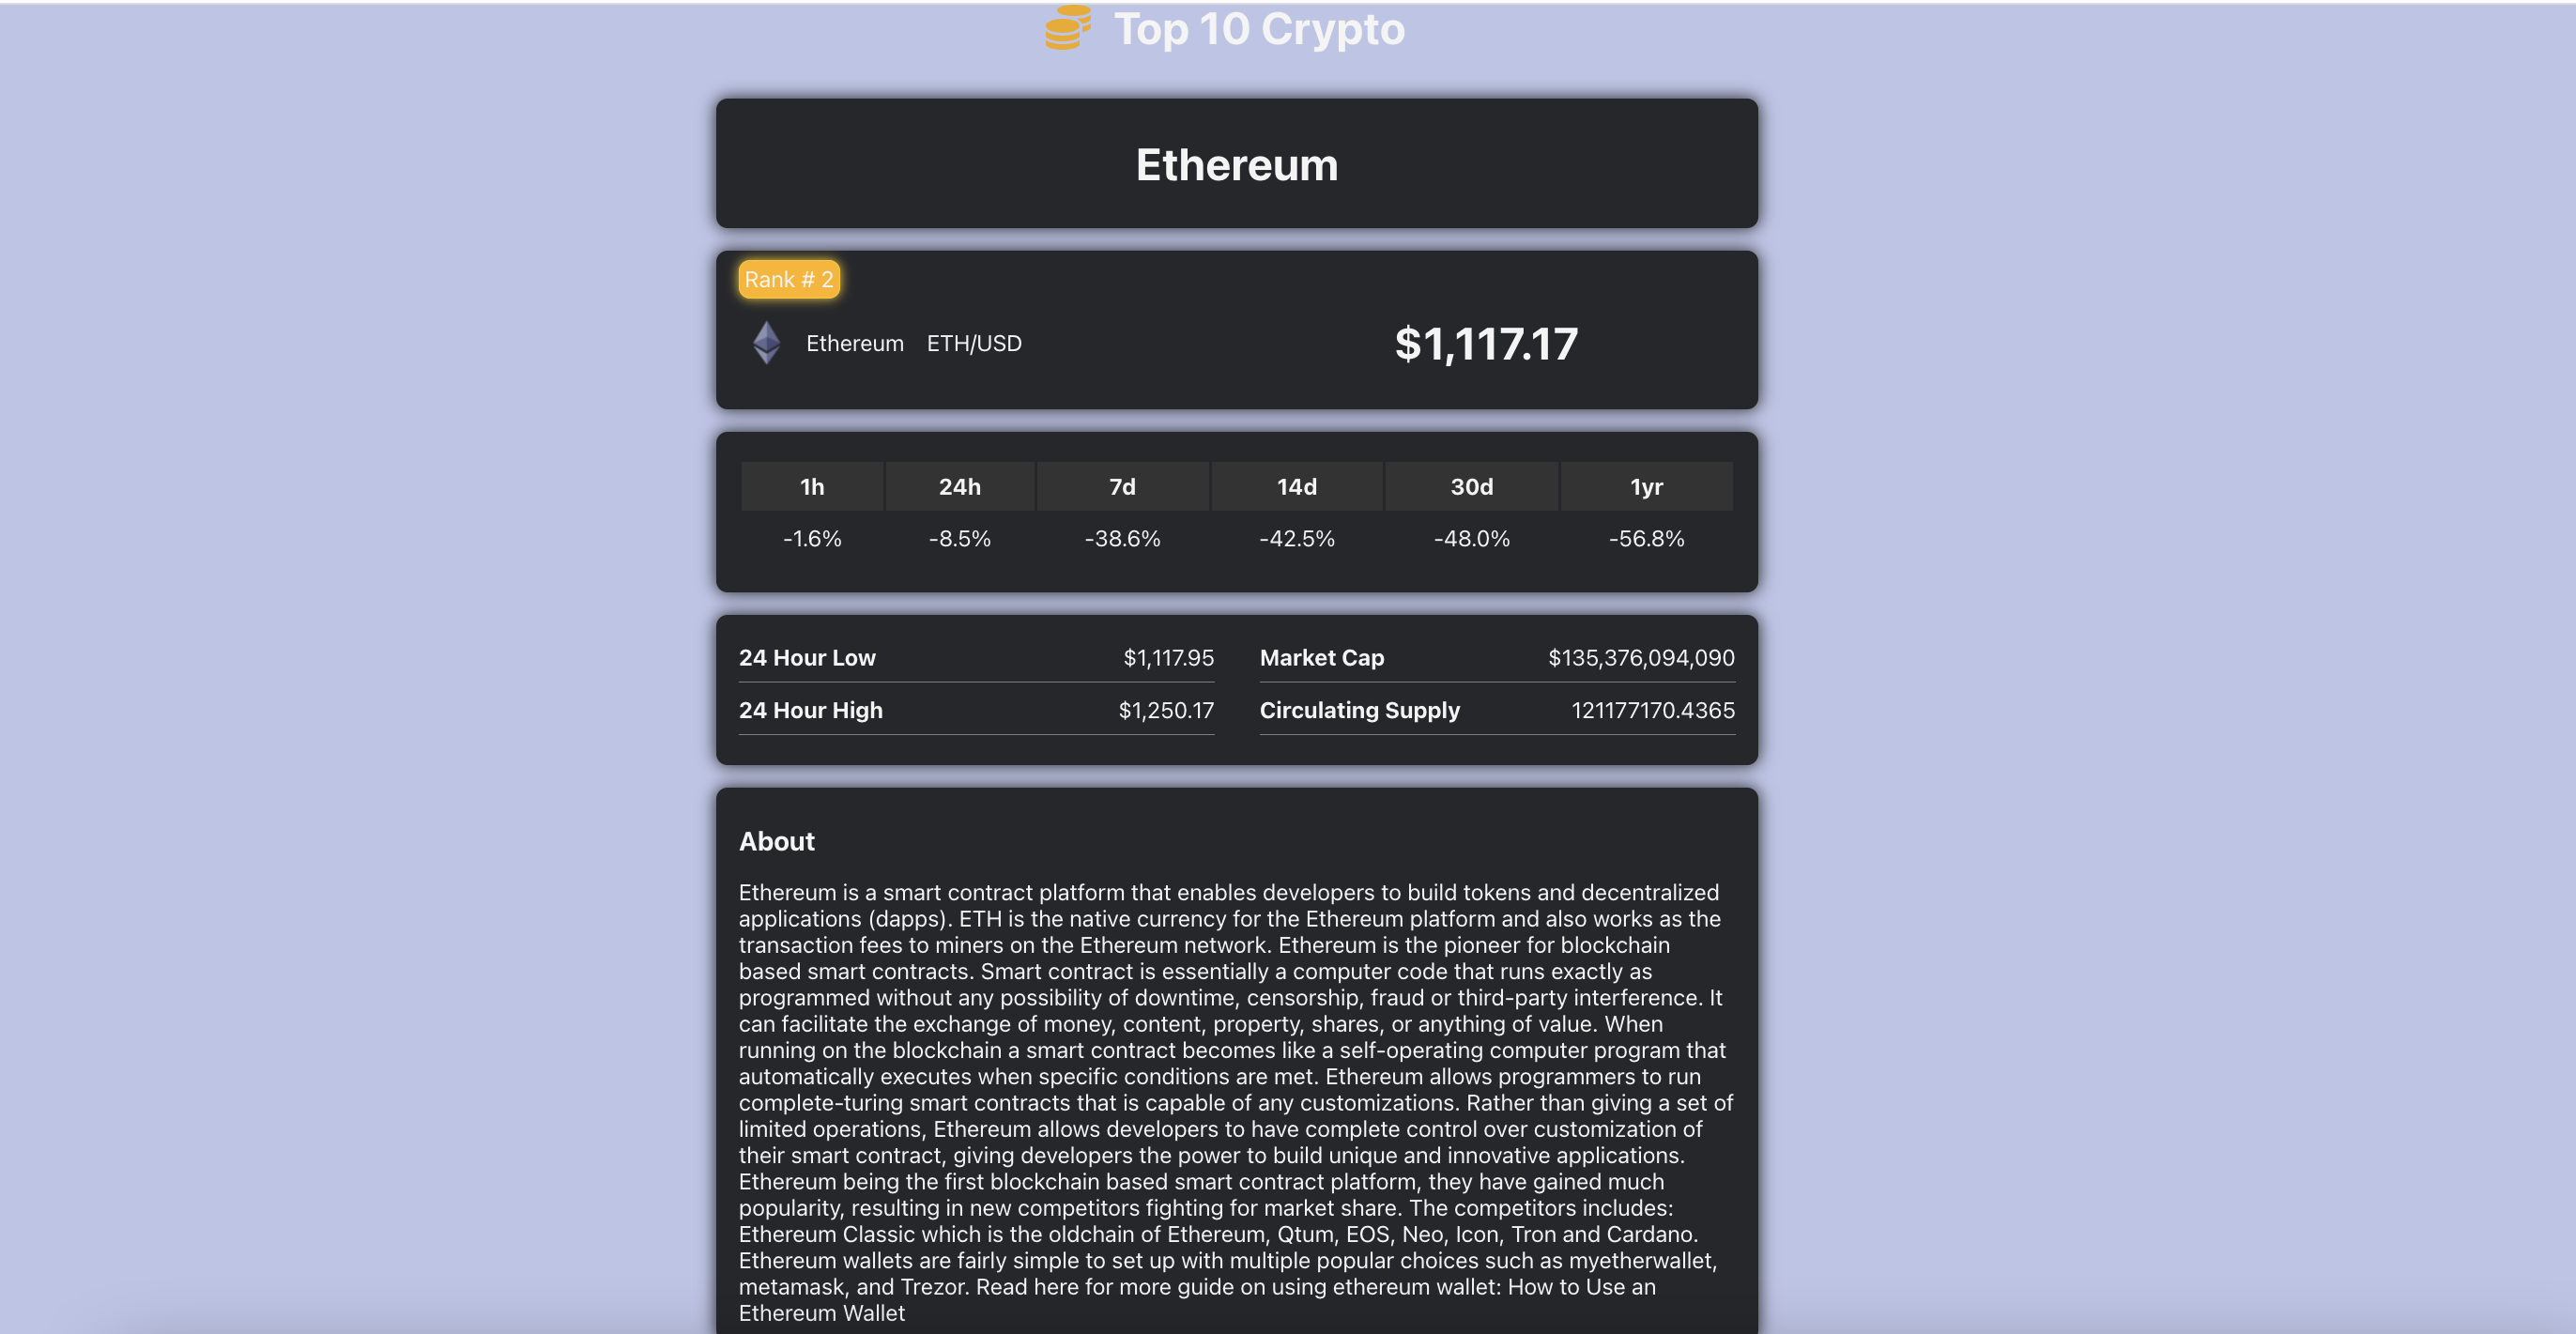 Top 10 Crypto
Ethereum
Rank # 2
Ethereum ETH/USD $1,117.17
1h 24h 7d 14d 30d 1yr
-1.6% -8.5% -38.6% -42.5% -48.0% -56.8%
24 Hour Low $1,117.95 Market Cap $135,376,094,090
24 Hour High $1,250.17 Circulating Supply 121177170.4365
About
Ethereum is a smart contract platform that enables developers to build tokens and decentralized
applications (dapps). ETH is the native currency for the Ethereum platform and also works as the
transaction fees to miners on the Ethereum network. Ethereum is the pioneer for blockchain
based smart contracts. Smart contract is essentially a computer code that runs exactly as
programmed without any possibility of downtime, censorship, fraud or third-party interference. It
can facilitate the exchange of money, content, property, shares, or anything of value. When
running on the blockchain a smart contract becomes like a self-operating computer program that
automatically executes when specific conditions are met. Ethereum allows programmers to run
complete-turing smart contracts that is capable of any customizations. Rather than giving a set of
limited operations, Ethereum allows developers to have complete control over customization of
their smart contract, giving developers the power to build unique and innovative applications.
Ethereum being the first blockchain based smart contract platform, they have gained much
popularity, resulting in new competitors fighting for market share. The competitors includes:
Ethereum Classic which is the oldchain of Ethereum, Qtum, EOS, Neo, Icon, Tron and Cardano.
Ethereum wallets are fairly simple to set up with multiple popular choices such as myetherwallet,
metamask, and Trezor. Read here for more guide on using ethereum wallet: How to Use an
Ethereum Wallet